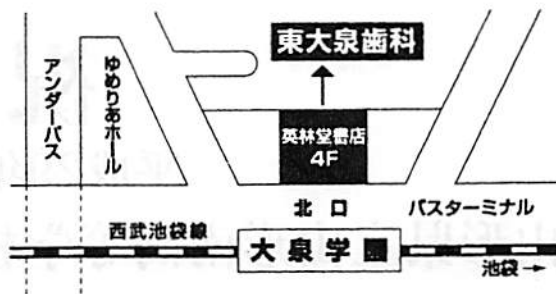 東大泉歯科
アンダーパス
ゆめりあホール
英林堂書店
4F
北口
バスターミナル
西武池袋線
大泉学園
池袋→